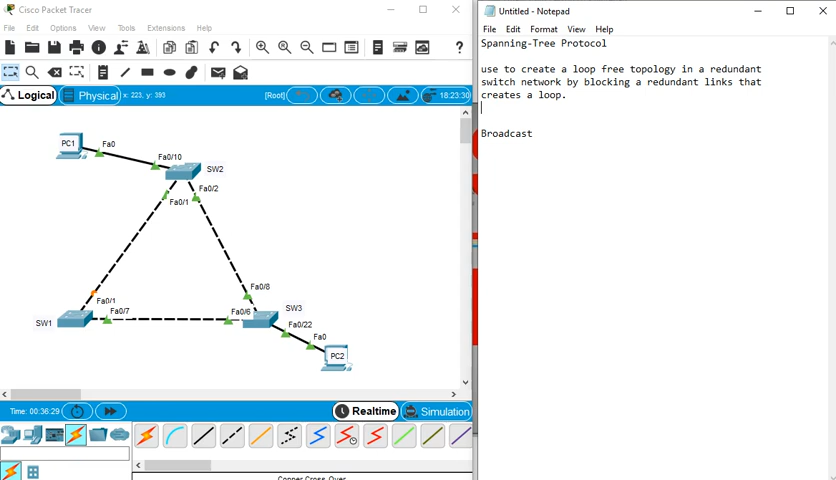 Cisco Packet Tracer
File Edit Options View Tools Extensions Help
?
Logical Physical x: 223, y: 393 [Root] 18:23:30
PC1
Fa0
Fa0/10
SW2
Fa0/2
Fa0/1
Fa0/8
Fa0/1
SW3
SW1
Fa0/7
Fa0/6
Fa0/22
Fa0
PC2
Time: 00:36:29 Realtime Simulation
Copper Cross-Over
Untitled - Notepad
File Edit Format View Help
Spanning-Tree Protocol
use to create a loop free topology in a redundant
switch network by blocking a redundant links that
creates a loop.
Broadcast